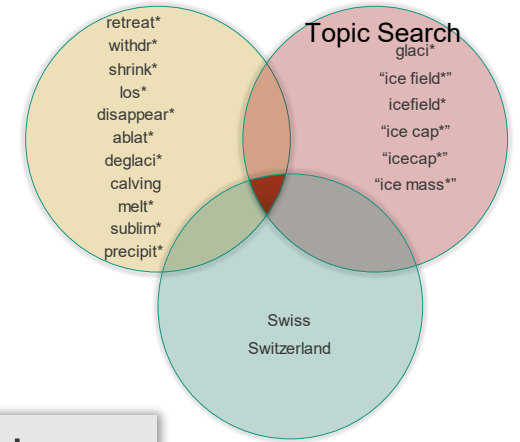 Topic Search
retreat*
withdr*
shrink*
los*
disappear*
ablat*
deglaci*
calving
melt*
sublim*
precipit*
glaci*
“ice field*”
icefield*
“ice cap*”
“icecap*”
“ice mass*”
Swiss
Switzerland